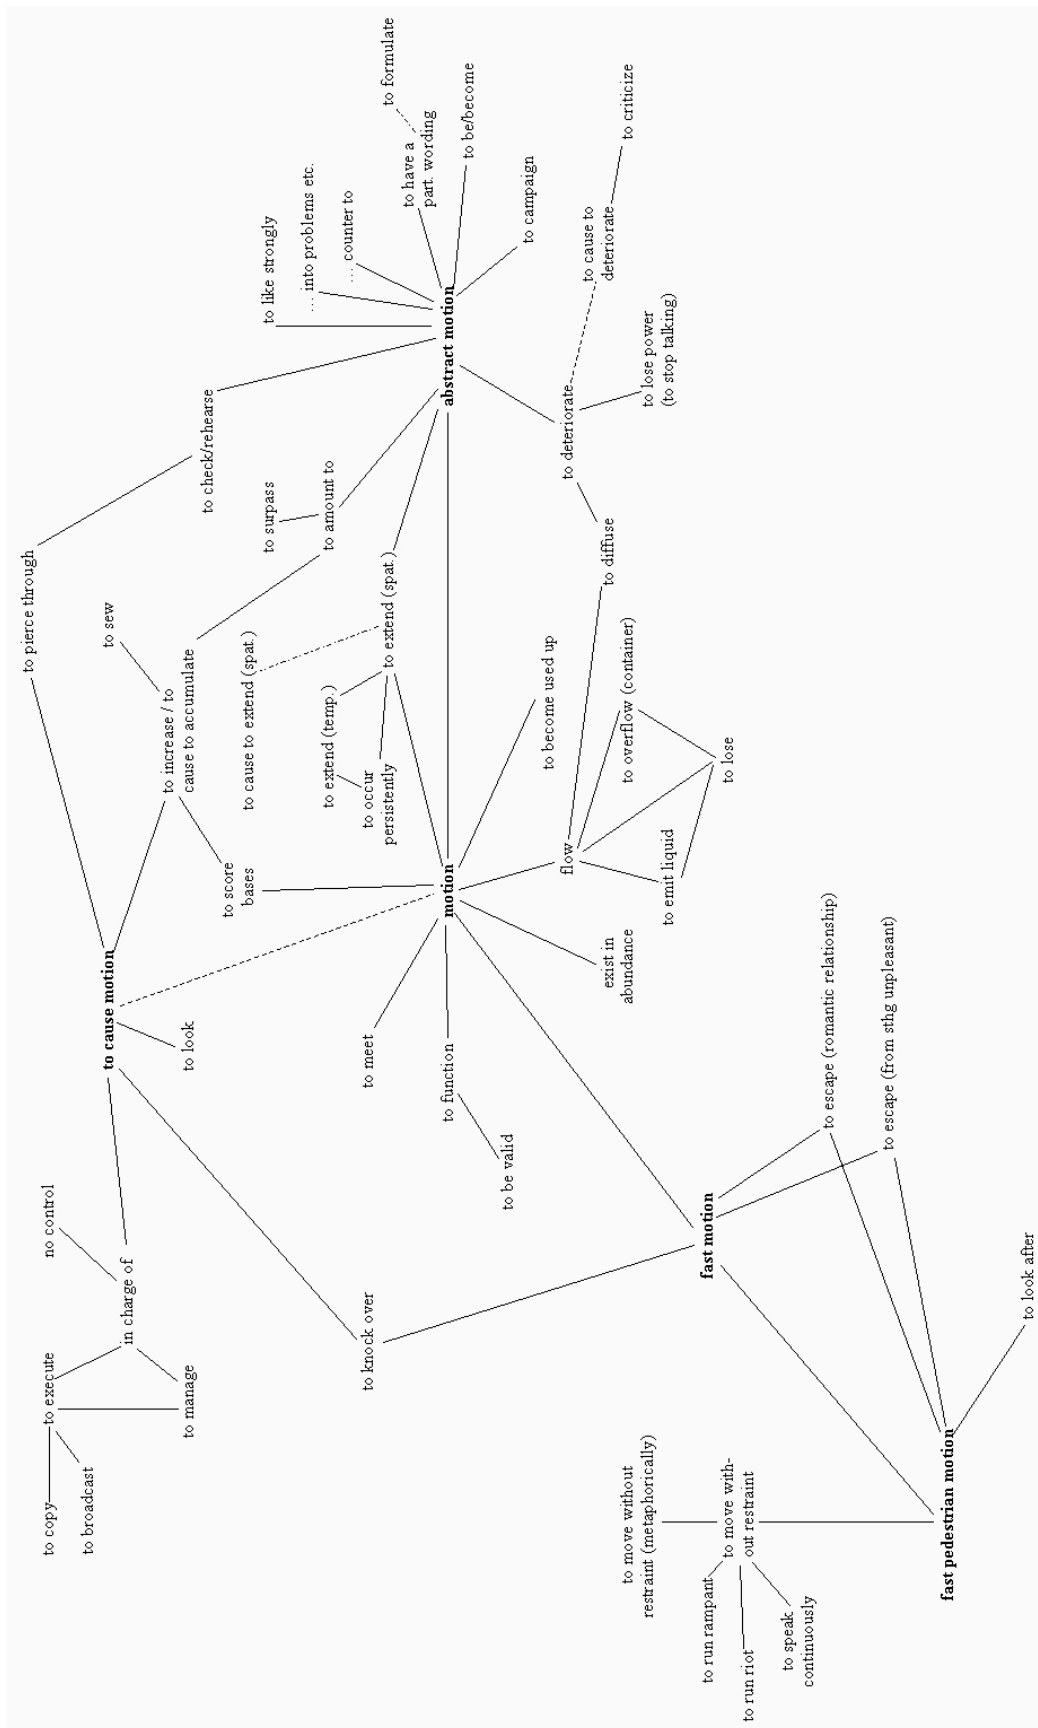 to copy
to broadcast
to execute
to manage
in charge of
no control
to cause motion
to look
to knock over
to pierce through
to check/rehearse
to sew
to increase / to
cause to accumulate
to score
bases
to surpass
to amount to
to cause to extend (spat.)
to extend (temp.)
to occur
persistently
to extend (spat.)
to like strongly
... into problems etc.
... counter to
to have a
part. wording
to formulate
to be/become
to campaign
abstract motion
motion
to meet
to function
to be valid
exist in
abundance
to become used up
flow
to emit liquid
to overflow (container)
to lose
to diffuse
to deteriorate
to lose power
(to stop talking)
to cause to
deteriorate
to criticize
fast motion
to escape (romantic relationship)
to escape (from sthg unpleasant)
to move without
restraint (metaphorically)
to move with-
out restraint
to run rampant
to run riot
to speak
continuously
fast pedestrian motion
to look after